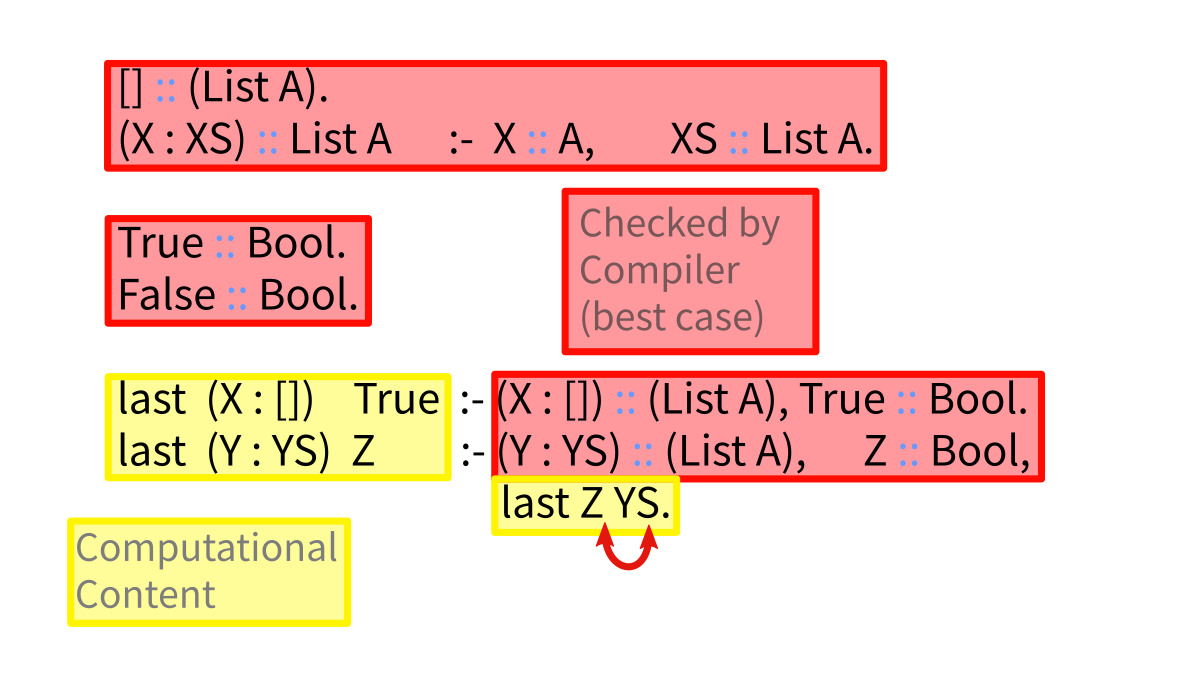 [] :: (List A).
(X : XS) :: List A :- X :: A, XS :: List A.
True :: Bool.
False :: Bool.
Checked by
Compiler
(best case)
last (X : []) True :- (X : []) :: (List A), True :: Bool.
last (Y : YS) Z :- (Y : YS) :: (List A), Z :: Bool,
last Z YS.
Computational
Content